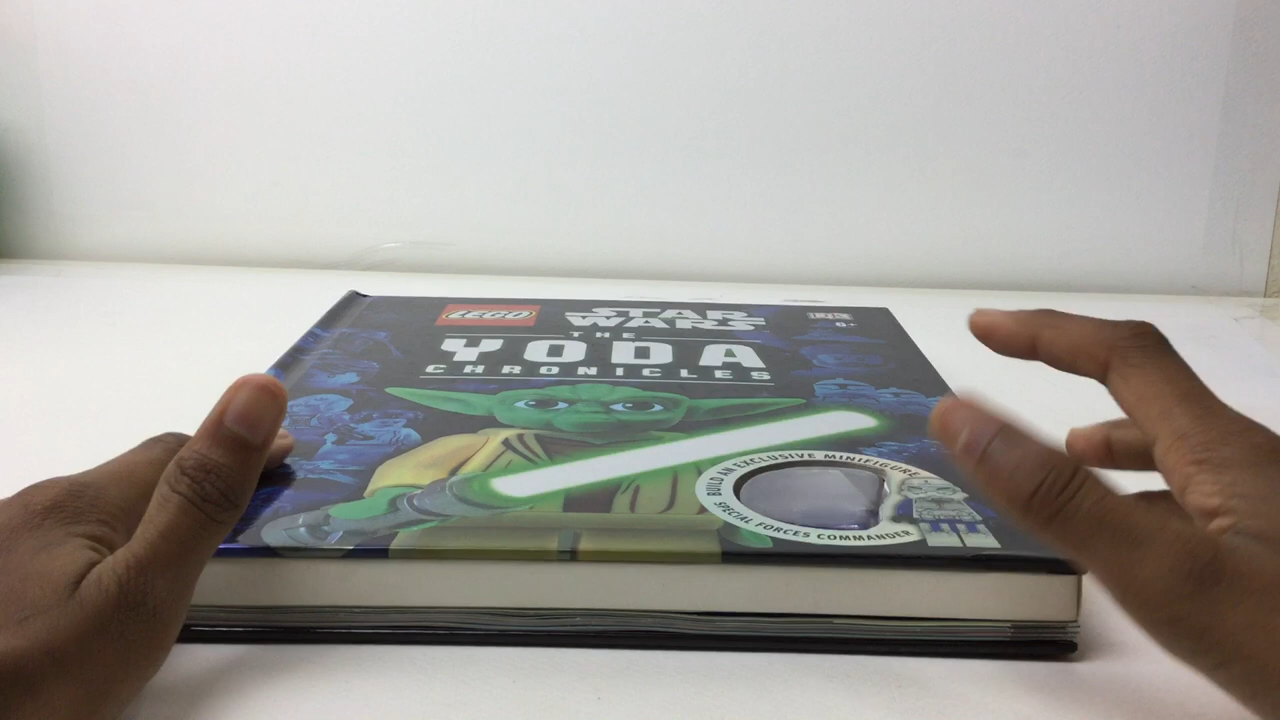 LEGO
STAR
WARS
DK
6+
THE
YODA
CHRONICLES
BUILD AN EXCLUSIVE MINIFIGURE
SPECIAL FORCES COMMANDER